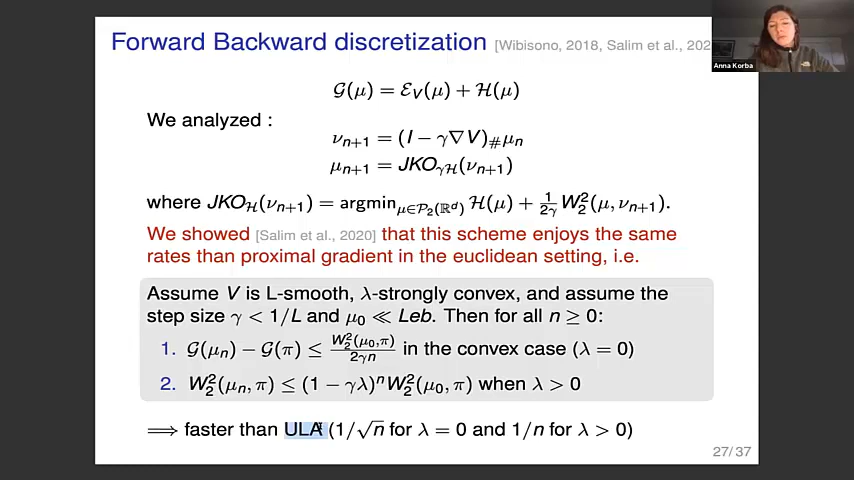 Forward Backward discretization [Wibisono, 2018, Salim et al., 202
Anna Korba
𝒢(μ) = ℰ_V(μ) + ℋ(μ)
We analyzed :
ν_{n+1} = (I − γ∇V)_# μ_n
μ_{n+1} = JKO_{γℋ}(ν_{n+1})
where JKO_ℋ(ν_{n+1}) = argmin_{μ∈𝒫_2(ℝ^d)} ℋ(μ) + \frac{1}{2γ} W_2^2(μ, ν_{n+1}).
We showed [Salim et al., 2020] that this scheme enjoys the same
rates than proximal gradient in the euclidean setting, i.e.
Assume V is L-smooth, λ-strongly convex, and assume the
step size γ < 1/L and μ_0 ≪ Leb. Then for all n ≥ 0:
1. 𝒢(μ_n) − 𝒢(π) ≤ \frac{W_2^2(μ_0,π)}{2γn} in the convex case (λ = 0)
2. W_2^2(μ_n, π) ≤ (1 − γλ)^n W_2^2(μ_0, π) when λ > 0
⟹ faster than ULA (1/√n for λ = 0 and 1/n for λ > 0)
27/37